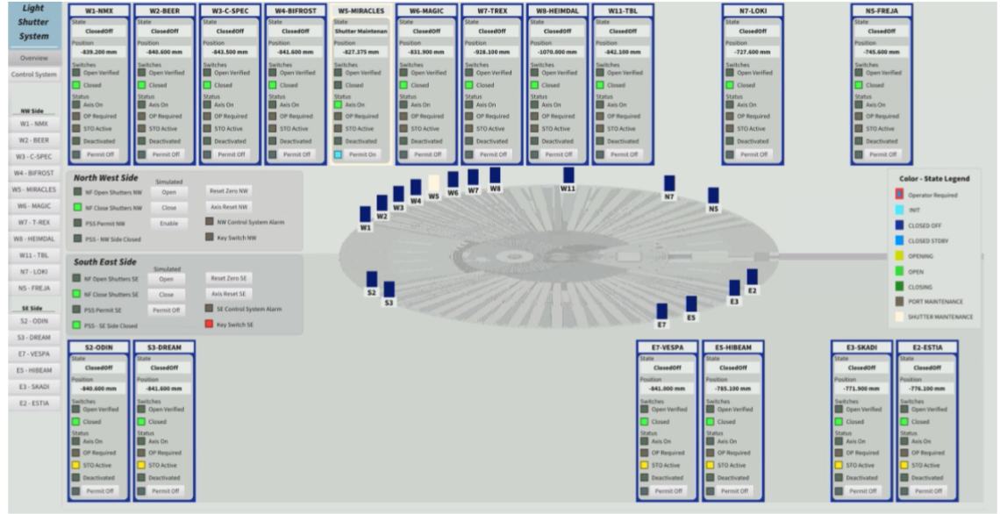 Light
Shutter
System
Overview
Control System
NW Side
W1 - NMX
W2 - BEER
W3 - C-SPEC
W4 - BIFROST
W5 - MIRACLES
W6 - MAGIC
W7 - T-REX
W8 - HEIMDAL
W11 - TBL
N7 - LOKI
N5 - FREJA
SE Side
S2 - ODIN
S3 - DREAM
E7 - VESPA
E5 - HIBEAM
E3 - SKADI
E2 - ESTIA
W1-NMX
State
ClosedOff
Position
-839.200 mm
Switches
Open Verified
Closed
Status
Axis On
OP Required
STO Active
Deactivated
Permit Off
W2-BEER
State
ClosedOff
Position
-840.600 mm
Switches
Open Verified
Closed
Status
Axis On
OP Required
STO Active
Deactivated
Permit Off
W3-C-SPEC
State
ClosedOff
Position
-843.500 mm
Switches
Open Verified
Closed
Status
Axis On
OP Required
STO Active
Deactivated
Permit Off
W4-BIFROST
State
ClosedOff
Position
-841.600 mm
Switches
Open Verified
Closed
Status
Axis On
OP Required
STO Active
Deactivated
Permit Off
W5-MIRACLES
State
Shutter Maintenan
Position
-827.375 mm
Switches
Open Verified
Closed
Status
Axis On
OP Required
STO Active
Deactivated
Permit On
W6-MAGIC
State
ClosedOff
Position
-831.900 mm
Switches
Open Verified
Closed
Status
Axis On
OP Required
STO Active
Deactivated
Permit Off
W7-TREX
State
ClosedOff
Position
-928.100 mm
Switches
Open Verified
Closed
Status
Axis On
OP Required
STO Active
Deactivated
Permit Off
W8-HEIMDAL
State
ClosedOff
Position
-1070.000 mm
Switches
Open Verified
Closed
Status
Axis On
OP Required
STO Active
Deactivated
Permit Off
W11-TBL
State
ClosedOff
Position
-842.100 mm
Switches
Open Verified
Closed
Status
Axis On
OP Required
STO Active
Deactivated
Permit Off
N7-LOKI
State
ClosedOff
Position
-727.600 mm
Switches
Open Verified
Closed
Status
Axis On
OP Required
STO Active
Deactivated
Permit Off
N5-FREJA
State
ClosedOff
Position
-745.600 mm
Switches
Open Verified
Closed
Status
Axis On
OP Required
STO Active
Deactivated
Permit Off
North West Side
Simulated
NF Open Shutters NW Open Reset Zero NW
NF Close Shutters NW Close Axis Reset NW
PSS Permit NW Enable NW Control System Alarm
PSS - NW Side Closed Key Switch NW
South East Side
Simulated
NF Open Shutters SE Open Reset Zero SE
NF Close Shutters SE Close Axis Reset SE
PSS Permit SE Permit Off SE Control System Alarm
PSS - SE Side Closed Key Switch SE
W1
W2
W3
W4
W5
W6
W7
W8
W11
N7
N5
S2
S3
E7
E5
E3
E2
Color - State Legend
Operator Required
INIT
CLOSED OFF
CLOSED STDBY
OPENING
OPEN
CLOSING
PORT MAINTENANCE
SHUTTER MAINTENANCE
S2-ODIN
State
ClosedOff
Position
-840.600 mm
Switches
Open Verified
Closed
Status
Axis On
OP Required
STO Active
Deactivated
Permit Off
S3-DREAM
State
ClosedOff
Position
-841.600 mm
Switches
Open Verified
Closed
Status
Axis On
OP Required
STO Active
Deactivated
Permit Off
E7-VESPA
State
ClosedOff
Position
-841.000 mm
Switches
Open Verified
Closed
Status
Axis On
OP Required
STO Active
Deactivated
Permit Off
E5-HIBEAM
State
ClosedOff
Position
-785.100 mm
Switches
Open Verified
Closed
Status
Axis On
OP Required
STO Active
Deactivated
Permit Off
E3-SKADI
State
ClosedOff
Position
-771.900 mm
Switches
Open Verified
Closed
Status
Axis On
OP Required
STO Active
Deactivated
Permit Off
E2-ESTIA
State
ClosedOff
Position
-776.100 mm
Switches
Open Verified
Closed
Status
Axis On
OP Required
STO Active
Deactivated
Permit Off